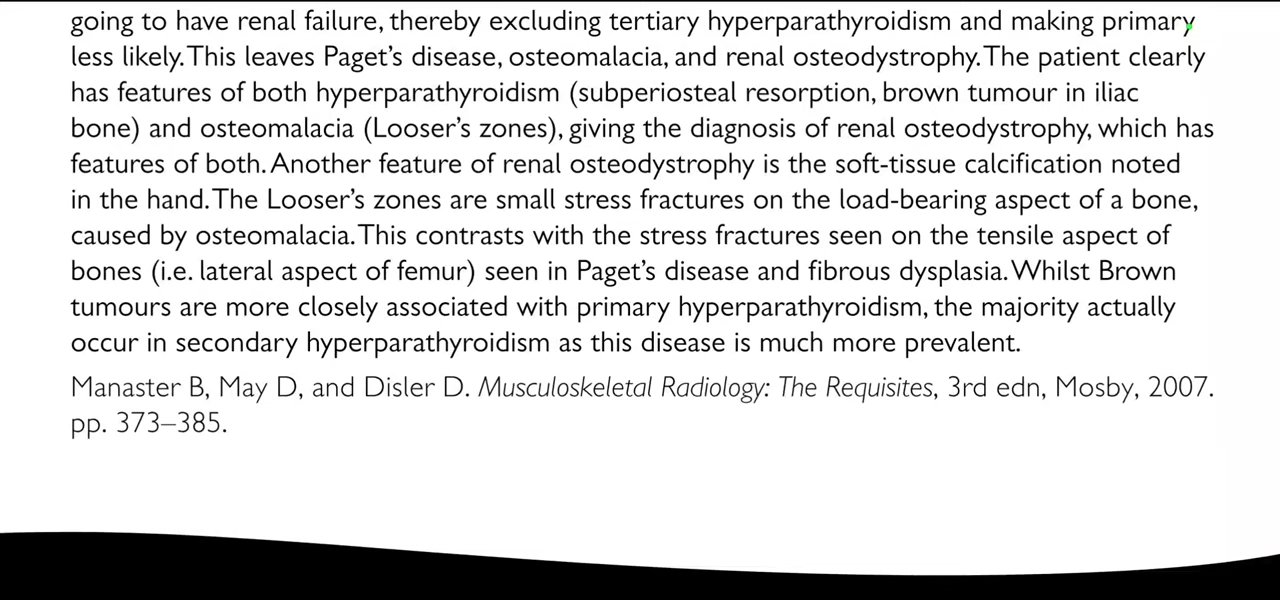 going to have renal failure, thereby excluding tertiary hyperparathyroidism and making primary
less likely. This leaves Paget's disease, osteomalacia, and renal osteodystrophy. The patient clearly
has features of both hyperparathyroidism (subperiosteal resorption, brown tumour in iliac
bone) and osteomalacia (Looser's zones), giving the diagnosis of renal osteodystrophy, which has
features of both. Another feature of renal osteodystrophy is the soft-tissue calcification noted
in the hand. The Looser's zones are small stress fractures on the load-bearing aspect of a bone,
caused by osteomalacia. This contrasts with the stress fractures seen on the tensile aspect of
bones (i.e. lateral aspect of femur) seen in Paget's disease and fibrous dysplasia. Whilst Brown
tumours are more closely associated with primary hyperparathyroidism, the majority actually
occur in secondary hyperparathyroidism as this disease is much more prevalent.
Manaster B, May D, and Disler D. Musculoskeletal Radiology: The Requisites, 3rd edn, Mosby, 2007.
pp. 373–385.